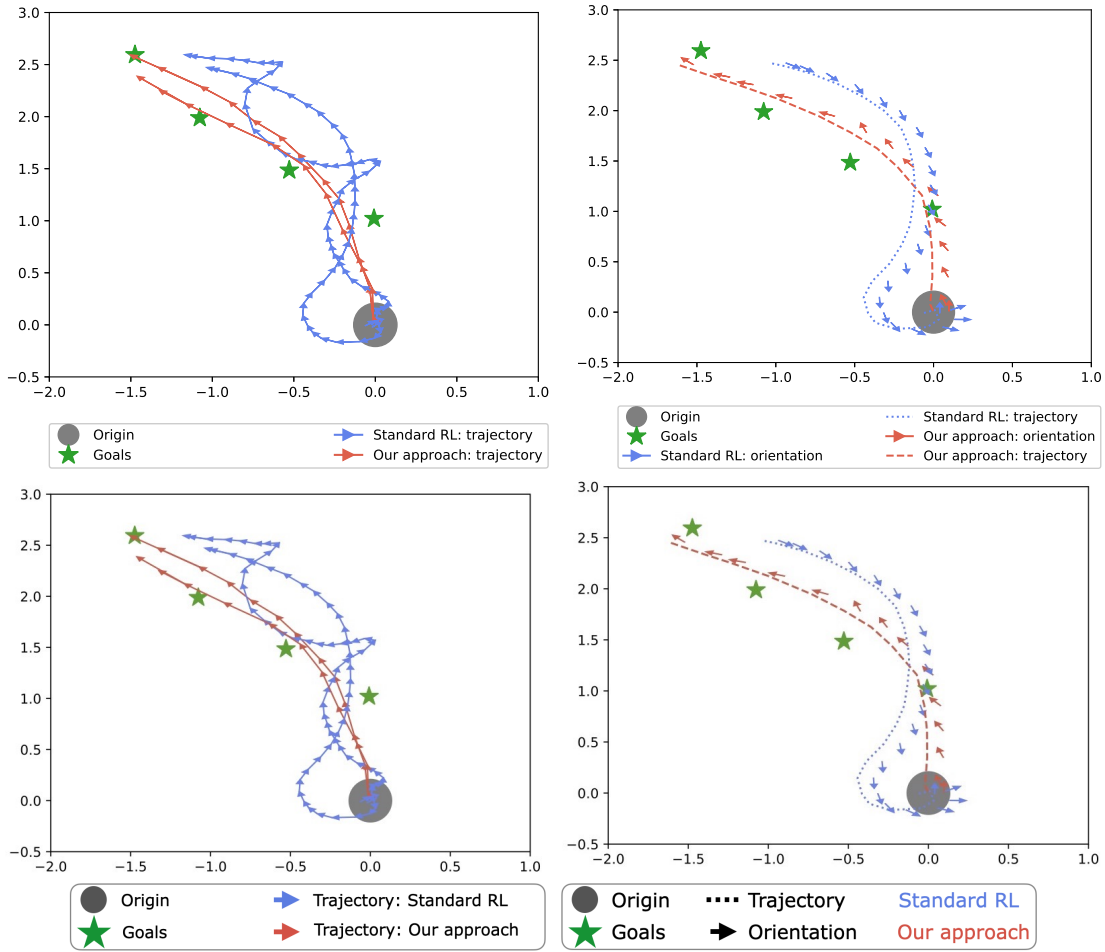 3.0
2.5
2.0
1.5
1.0
0.5
0.0
−0.5
−2.0 −1.5 −1.0 −0.5 0.0 0.5 1.0
Origin Standard RL: trajectory
Goals Our approach: trajectory
3.0
2.5
2.0
1.5
1.0
0.5
0.0
−0.5
−2.0 −1.5 −1.0 −0.5 0.0 0.5 1.0
Origin Standard RL: trajectory
Goals Our approach: orientation
Standard RL: orientation Our approach: trajectory
3.0
2.5
2.0
1.5
1.0
0.5
0.0
−0.5
−2.0 −1.5 −1.0 −0.5 0.0 0.5 1.0
Origin Trajectory: Standard RL
Goals Trajectory: Our approach
3.0
2.5
2.0
1.5
1.0
0.5
0.0
−0.5
−2.0 −1.5 −1.0 −0.5 0.0 0.5 1.0
Origin Trajectory Standard RL
Goals Orientation Our approach